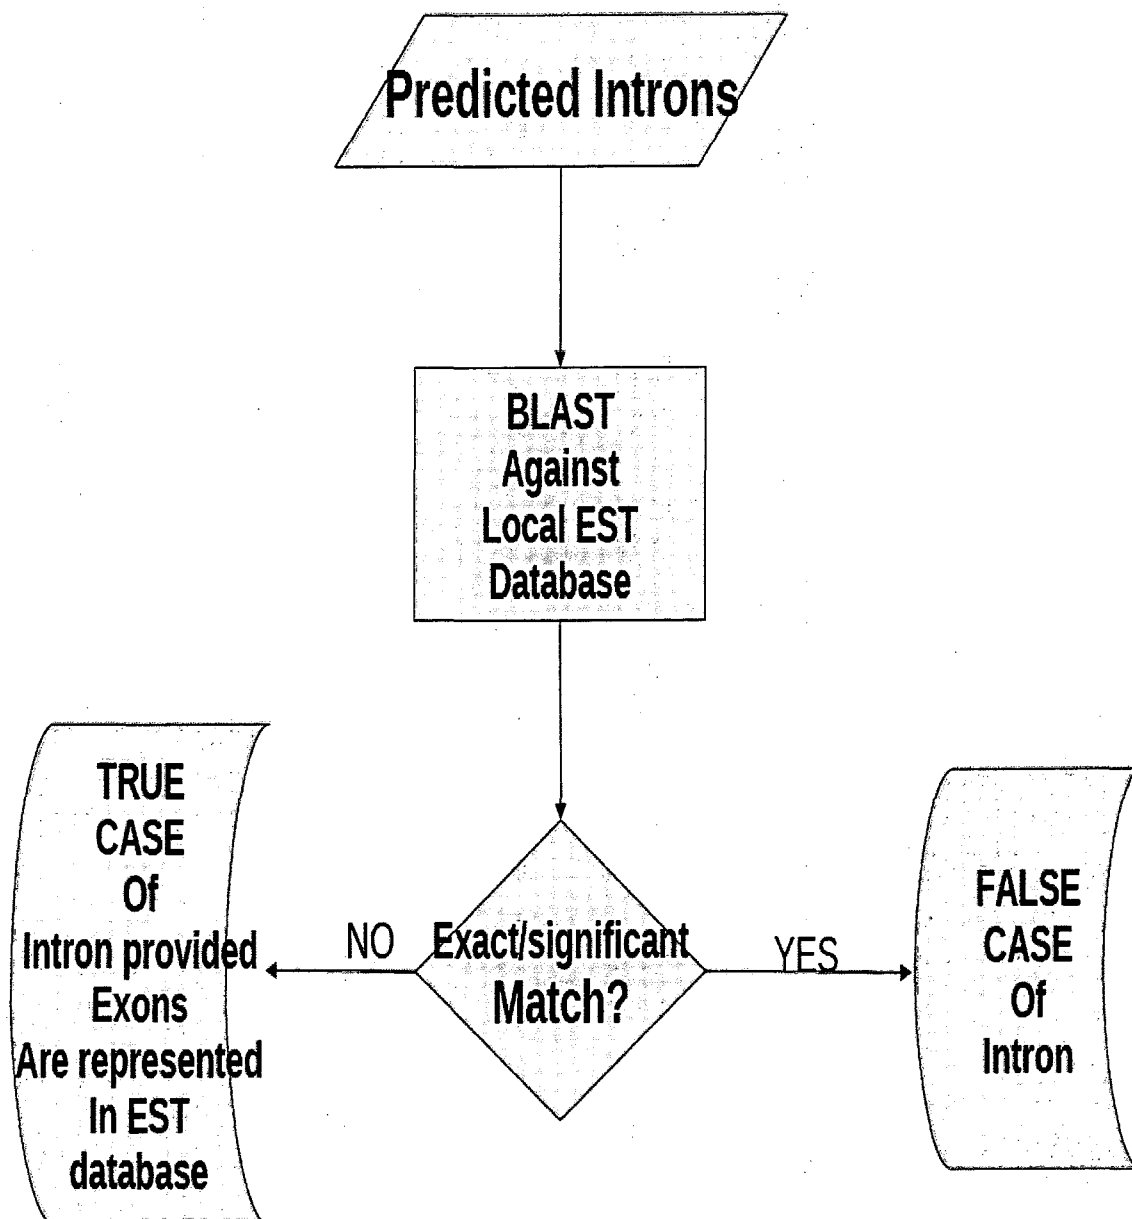 Predicted Introns
BLAST
Against
Local EST
Database
TRUE
CASE
Of
Intron provided
Exons
Are represented
In EST
database
NO
Exact/significant
Match?
YES
FALSE
CASE
Of
Intron